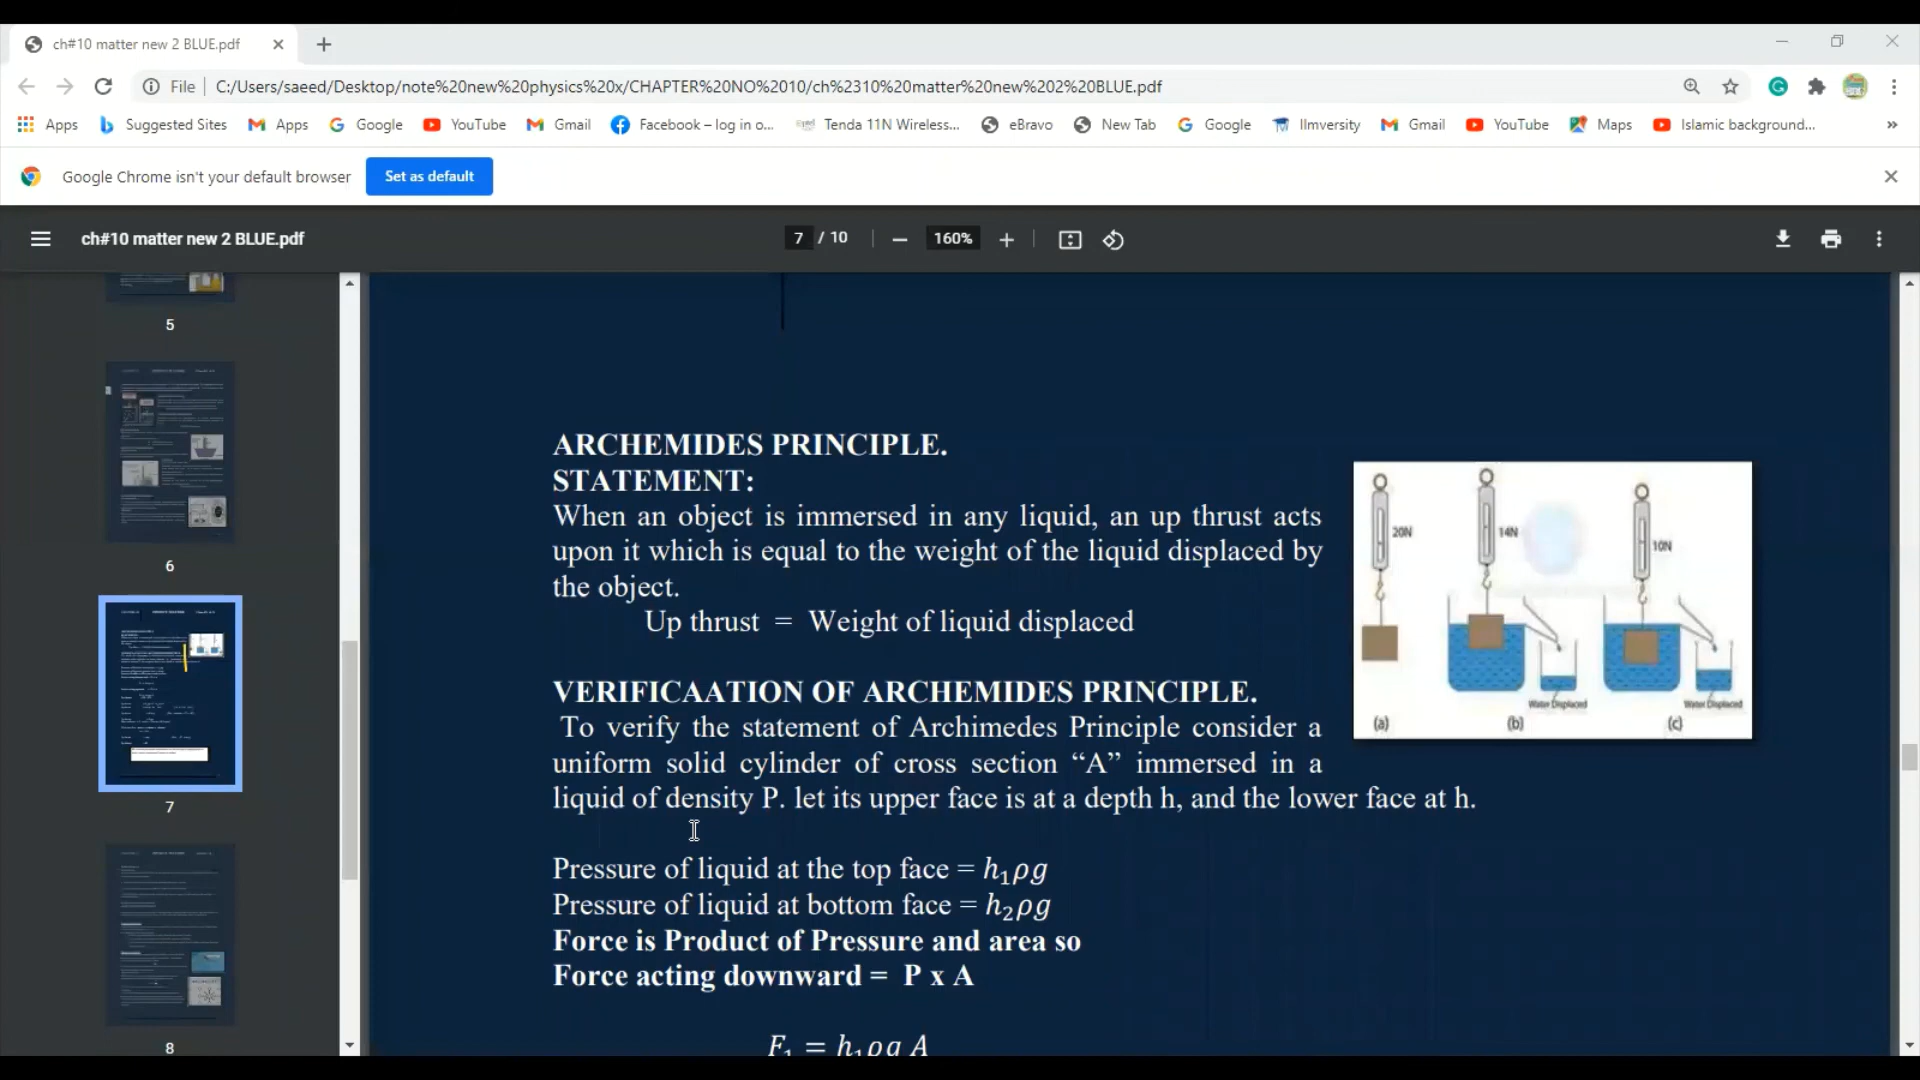 ch#10 matter new 2 BLUE.pdf
File C:/Users/saeed/Desktop/note%20new%20physics%20x/CHAPTER%20NO%2010/ch%2310%20matter%20new%202%20BLUE.pdf
Apps Suggested Sites Apps Google YouTube Gmail Facebook – log in o... Tenda 11N Wireless... eBravo New Tab Google Ilmversity Gmail YouTube Maps Islamic background... »
Google Chrome isn't your default browser Set as default
ch#10 matter new 2 BLUE.pdf 7 / 10 160%
5
6
7
8
ARCHEMIDES PRINCIPLE.
STATEMENT:
When an object is immersed in any liquid, an up thrust acts
upon it which is equal to the weight of the liquid displaced by
the object.
Up thrust = Weight of liquid displaced
20N 14N 10N
Water Displaced Water Displaced
(a) (b) (c)
VERIFICAATION OF ARCHEMIDES PRINCIPLE.
To verify the statement of Archimedes Principle consider a
uniform solid cylinder of cross section “A” immersed in a
liquid of density P. let its upper face is at a depth h, and the lower face at h.
Pressure of liquid at the top face = h₁ρg
Pressure of liquid at bottom face = h₂ρg
Force is Product of Pressure and area so
Force acting downward = P x A
F₁ = h₁ρg A